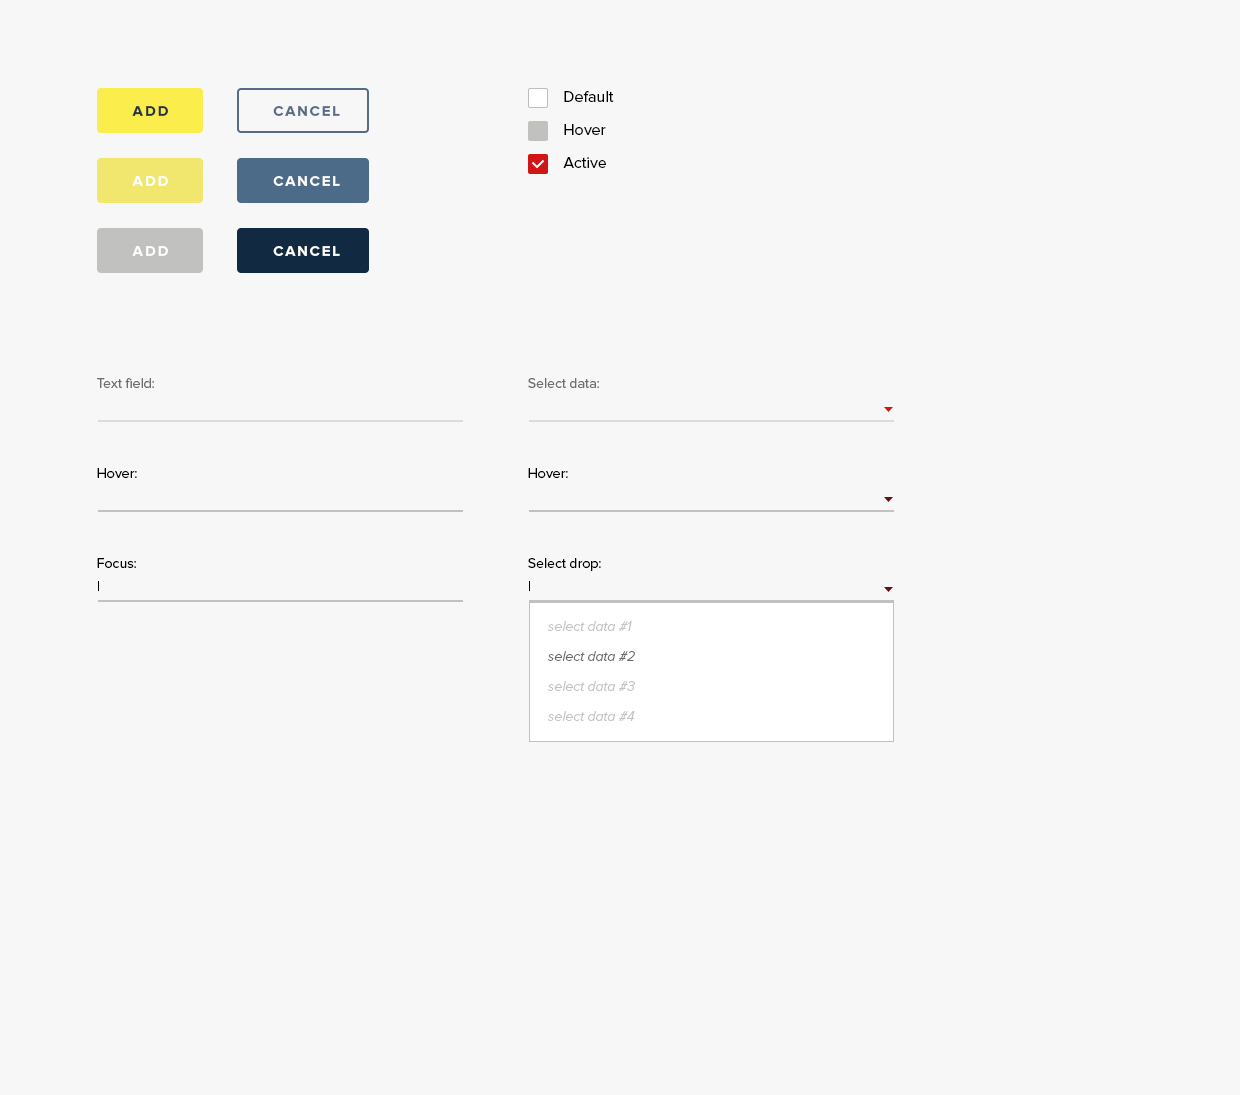 ADD CANCEL
ADD CANCEL
ADD CANCEL
Default
Hover
Active
Text field:
Hover:
Focus:
Select data:
Hover:
Select drop:
select data #1
select data #2
select data #3
select data #4